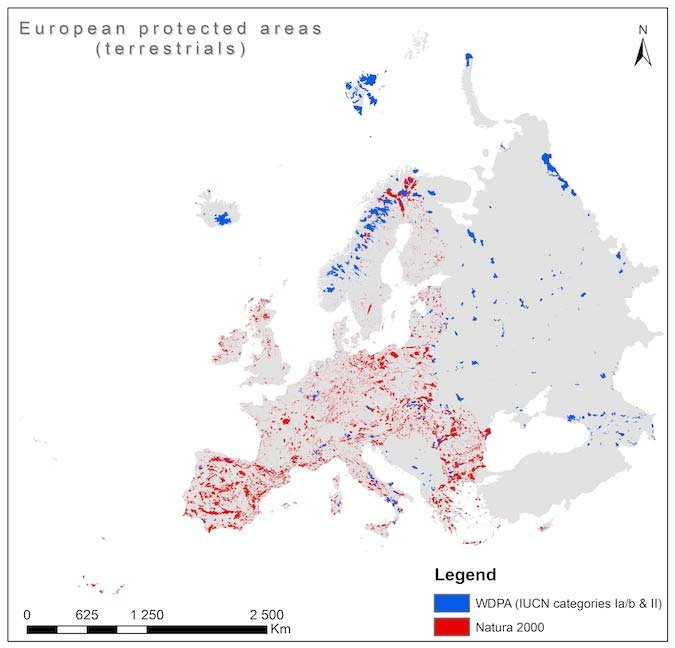 European protected areas
(terrestrials)
N
Legend
WDPA (IUCN categories Ia/b & II)
Natura 2000
0 625 1 250 2 500
Km